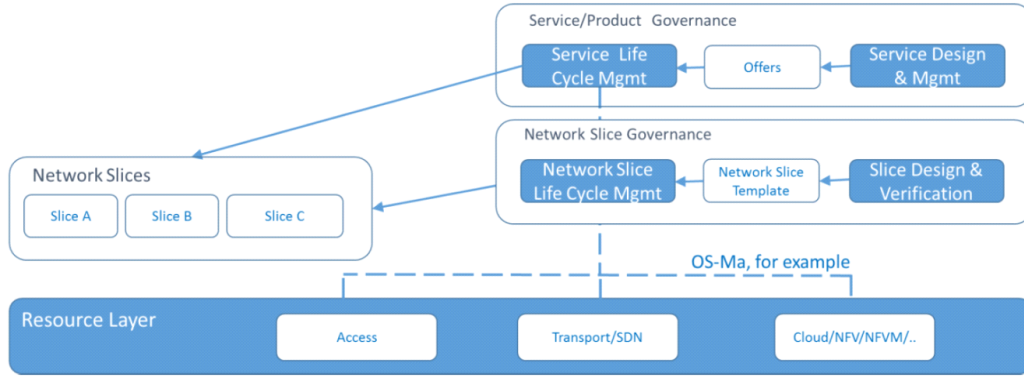 Service/Product Governance
Service Life
Cycle Mgmt
Offers
Service Design
& Mgmt
Network Slice Governance
Network Slice
Life Cycle Mgmt
Network Slice
Template
Slice Design &
Verification
Network Slices
Slice A
Slice B
Slice C
OS-Ma, for example
Resource Layer
Access
Transport/SDN
Cloud/NFV/NFVM/..